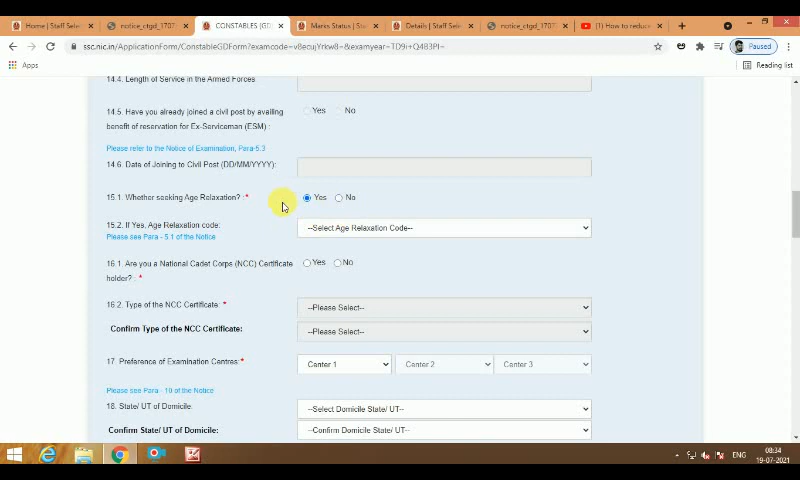 Home | Staff Selec
notice_ctgd_1707
CONSTABLES (GD
Marks Status | Sta
Details | Staff Sele
notice_ctgd_1707
(1) How to reduce
ssc.nic.in/ApplicationForm/ConstableGDForm?examcode=v8ecujYrkw8=&examyear=TD9i+Q4B3PI=
Paused
Apps
Reading list
14.4. Length of Service in the Armed Forces
14.5. Have you already joined a civil post by availing Yes No
benefit of reservation for Ex-Serviceman (ESM) :
Please refer to the Notice of Examination, Para-5.3
14.6. Date of Joining to Civil Post (DD/MM/YYYY):
15.1. Whether seeking Age Relaxation? : * Yes No
15.2. If Yes, Age Relaxation code: --Select Age Relaxation Code--
Please see Para - 5.1 of the Notice
16.1. Are you a National Cadet Corps (NCC) Certificate Yes No
holder? : *
16.2. Type of the NCC Certificate: * --Please Select--
Confirm Type of the NCC Certificate: --Please Select--
17. Preference of Examination Centres:* Center 1 Center 2 Center 3
Please see Para - 10 of the Notice
18. State/ UT of Domicile: --Select Domicile State/ UT--
Confirm State/ UT of Domicile: --Confirm Domicile State/ UT--
ENG
08:34
19-07-2021